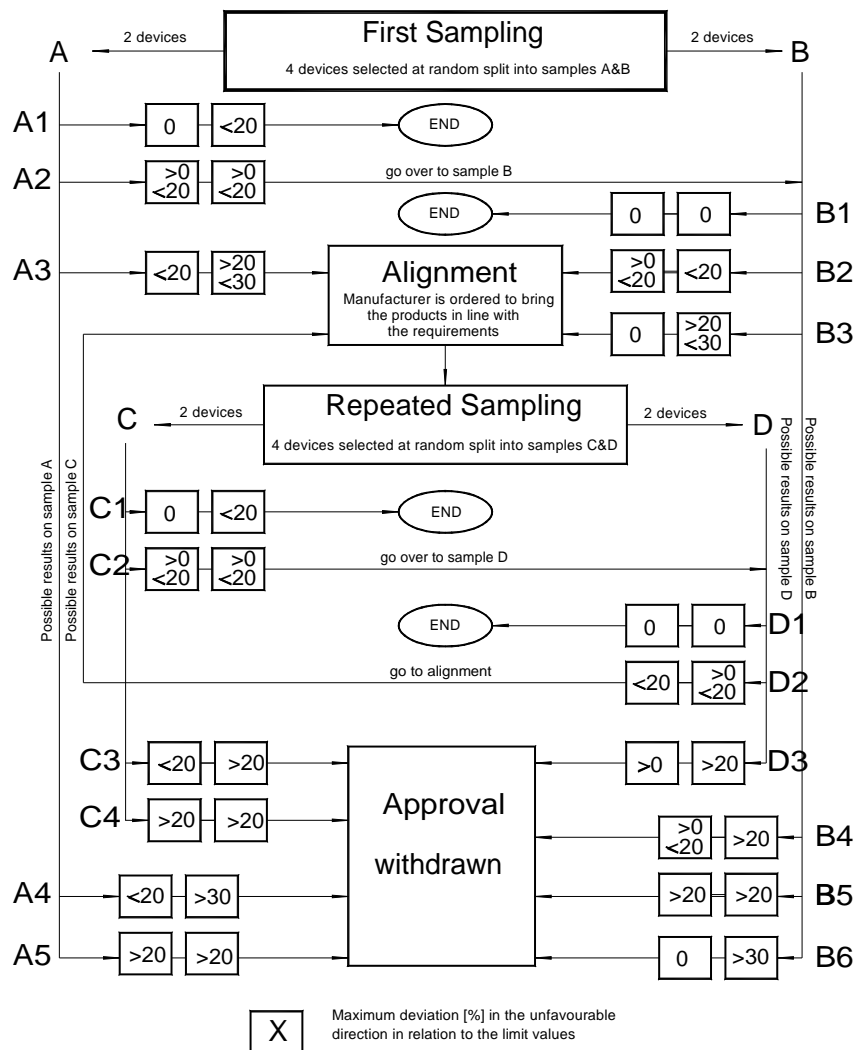 First Sampling
4 devices selected at random split into samples A&B
A
2 devices
2 devices
B
A1
0
<20
END
A2
>0
<20
>0
<20
go over to sample B
END
0
0
B1
A3
<20
>20
<30
Alignment
Manufacturer is ordered to bring
the products in line with
the requirements
>0
<20
<20
B2
0
>20
<30
B3
Repeated Sampling
4 devices selected at random split into samples C&D
C
2 devices
2 devices
D
Possible results on sample A
Possible results on sample C
Possible results on sample D
Possible results on sample B
C1
0
<20
END
C2
>0
<20
>0
<20
go over to sample D
END
0
0
D1
go to alignment
<20
>0
<20
D2
C3
<20
>20
Approval
withdrawn
>0
>20
D3
C4
>20
>20
>0
<20
>20
B4
A4
<20
>30
>20
>20
B5
A5
>20
>20
0
>30
B6
X
Maximum deviation [%] in the unfavourable
direction in relation to the limit values